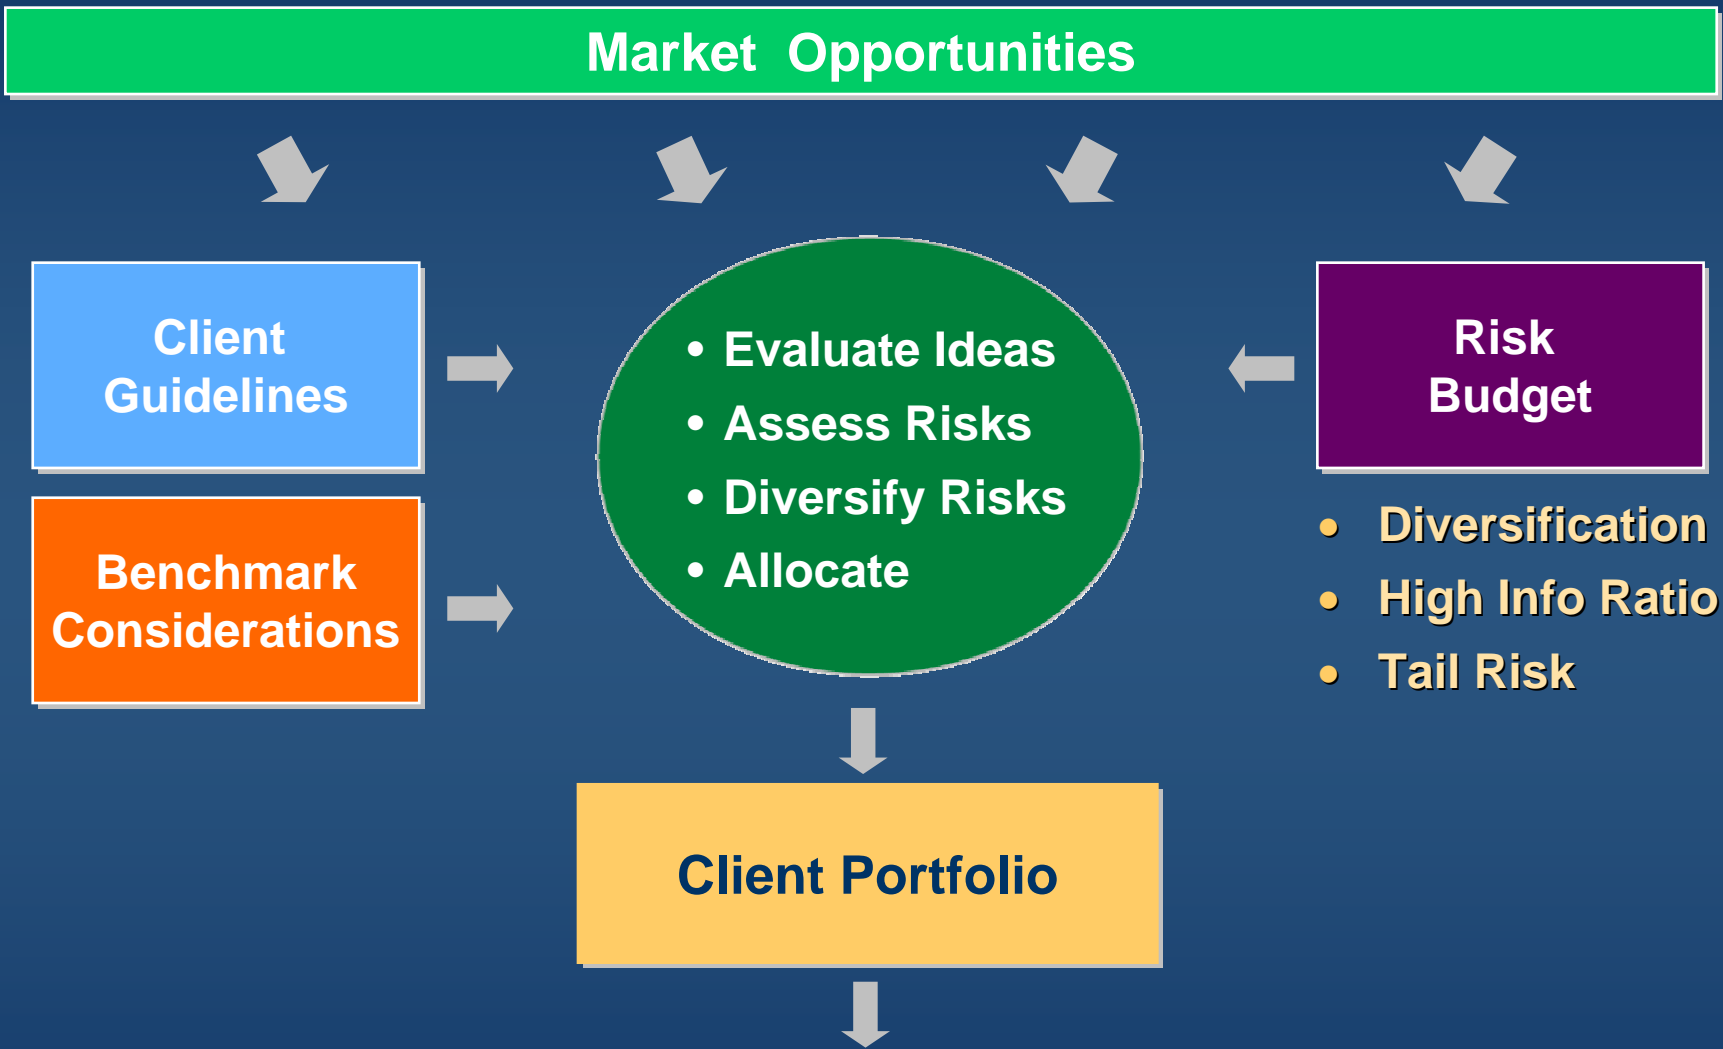 Market Opportunities
Client
Guidelines
Benchmark
Considerations
• Evaluate Ideas
• Assess Risks
• Diversify Risks
• Allocate
Risk
Budget
• Diversification
• High Info Ratio
• Tail Risk
Client Portfolio